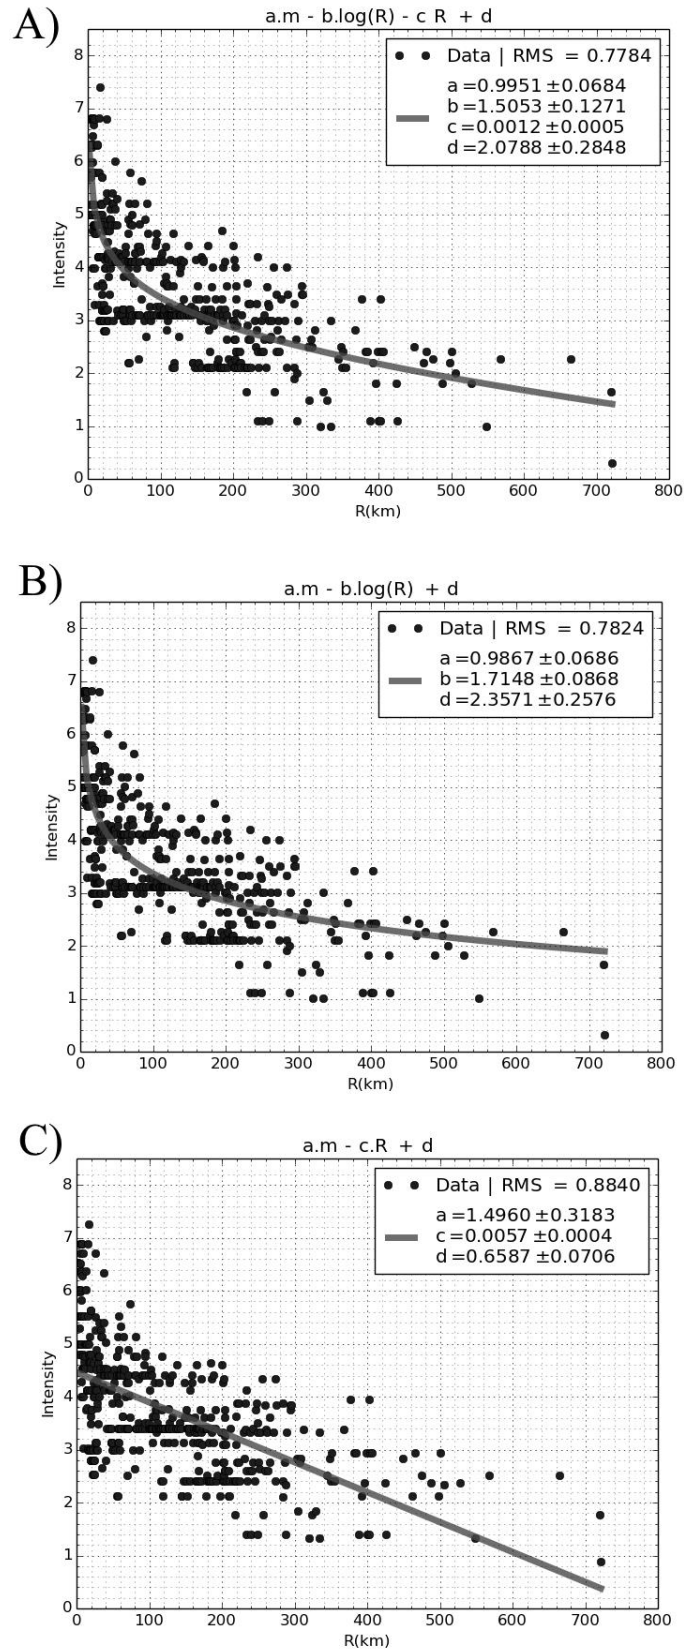 A)
a.m - b.log(R) - c R + d
Data | RMS = 0.7784
a=0.9951 ±0.0684
b=1.5053 ±0.1271
c=0.0012 ±0.0005
d=2.0788 ±0.2848
8
7
6
5
4
3
2
1
0
Intensity
0 100 200 300 400 500 600 700 800
R(km)
B)
a.m - b.log(R) + d
Data | RMS = 0.7824
a=0.9867 ±0.0686
b=1.7148 ±0.0868
d=2.3571 ±0.2576
8
7
6
5
4
3
2
1
0
Intensity
0 100 200 300 400 500 600 700 800
R(km)
C)
a.m - c.R + d
Data | RMS = 0.8840
a=1.4960 ±0.3183
c=0.0057 ±0.0004
d=0.6587 ±0.0706
8
7
6
5
4
3
2
1
0
Intensity
0 100 200 300 400 500 600 700 800
R(km)